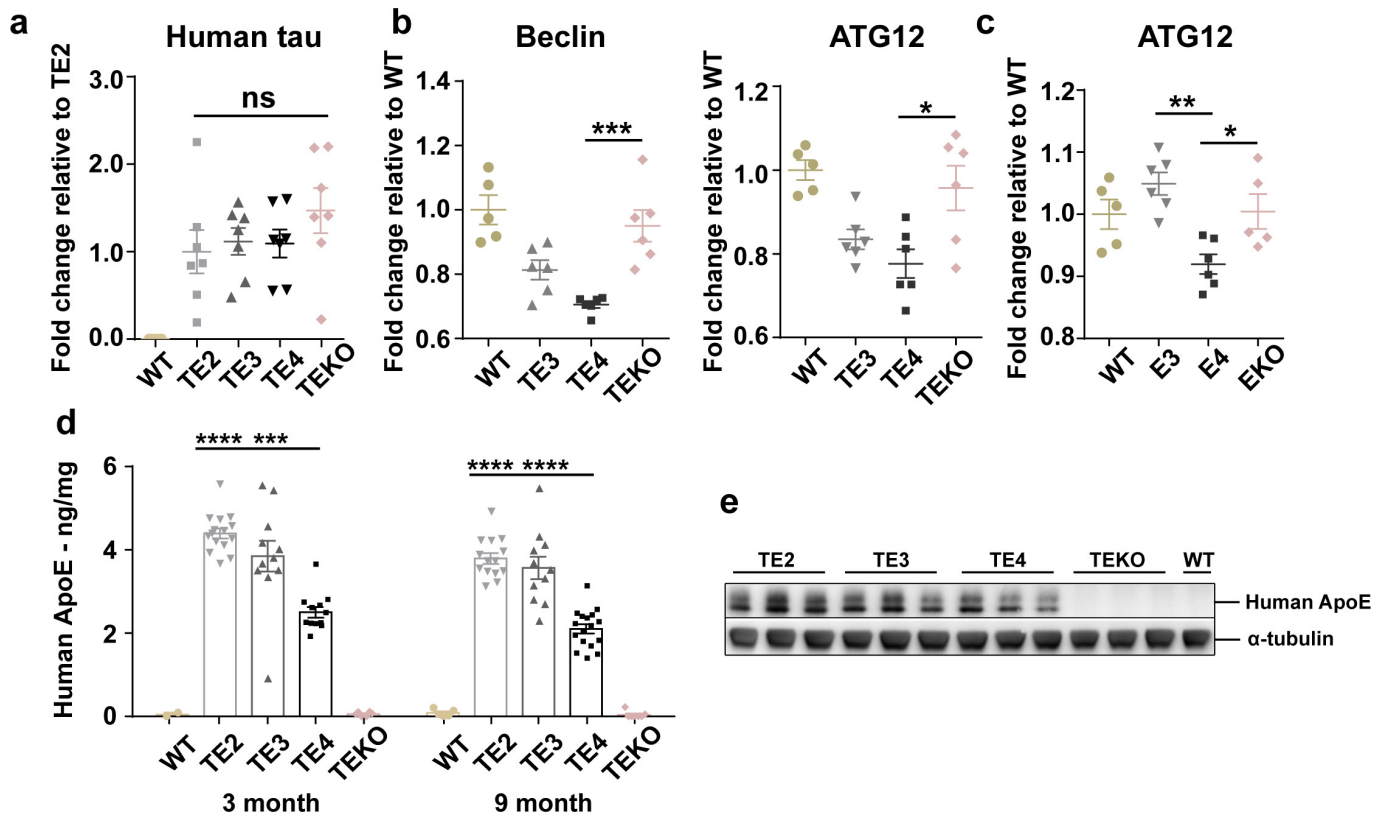 a
Human tau
Fold change relative to TE2
3.0
2.0
1.0
0.0
ns
WT
TE2
TE3
TE4
TEKO
b
Beclin
Fold change relative to WT
1.4
1.2
1.0
0.8
0.6
***
WT
TE3
TE4
TEKO
ATG12
Fold change relative to WT
1.2
1.0
0.8
0.6
*
WT
TE3
TE4
TEKO
c
ATG12
Fold change relative to WT
1.2
1.1
1.0
0.9
0.8
**
*
WT
E3
E4
EKO
d
Human ApoE - ng/mg
6
4
2
0
**** ***
WT
TE2
TE3
TE4
TEKO
3 month
**** ****
WT
TE2
TE3
TE4
TEKO
9 month
e
TE2 TE3 TE4 TEKO WT
Human ApoE
α-tubulin